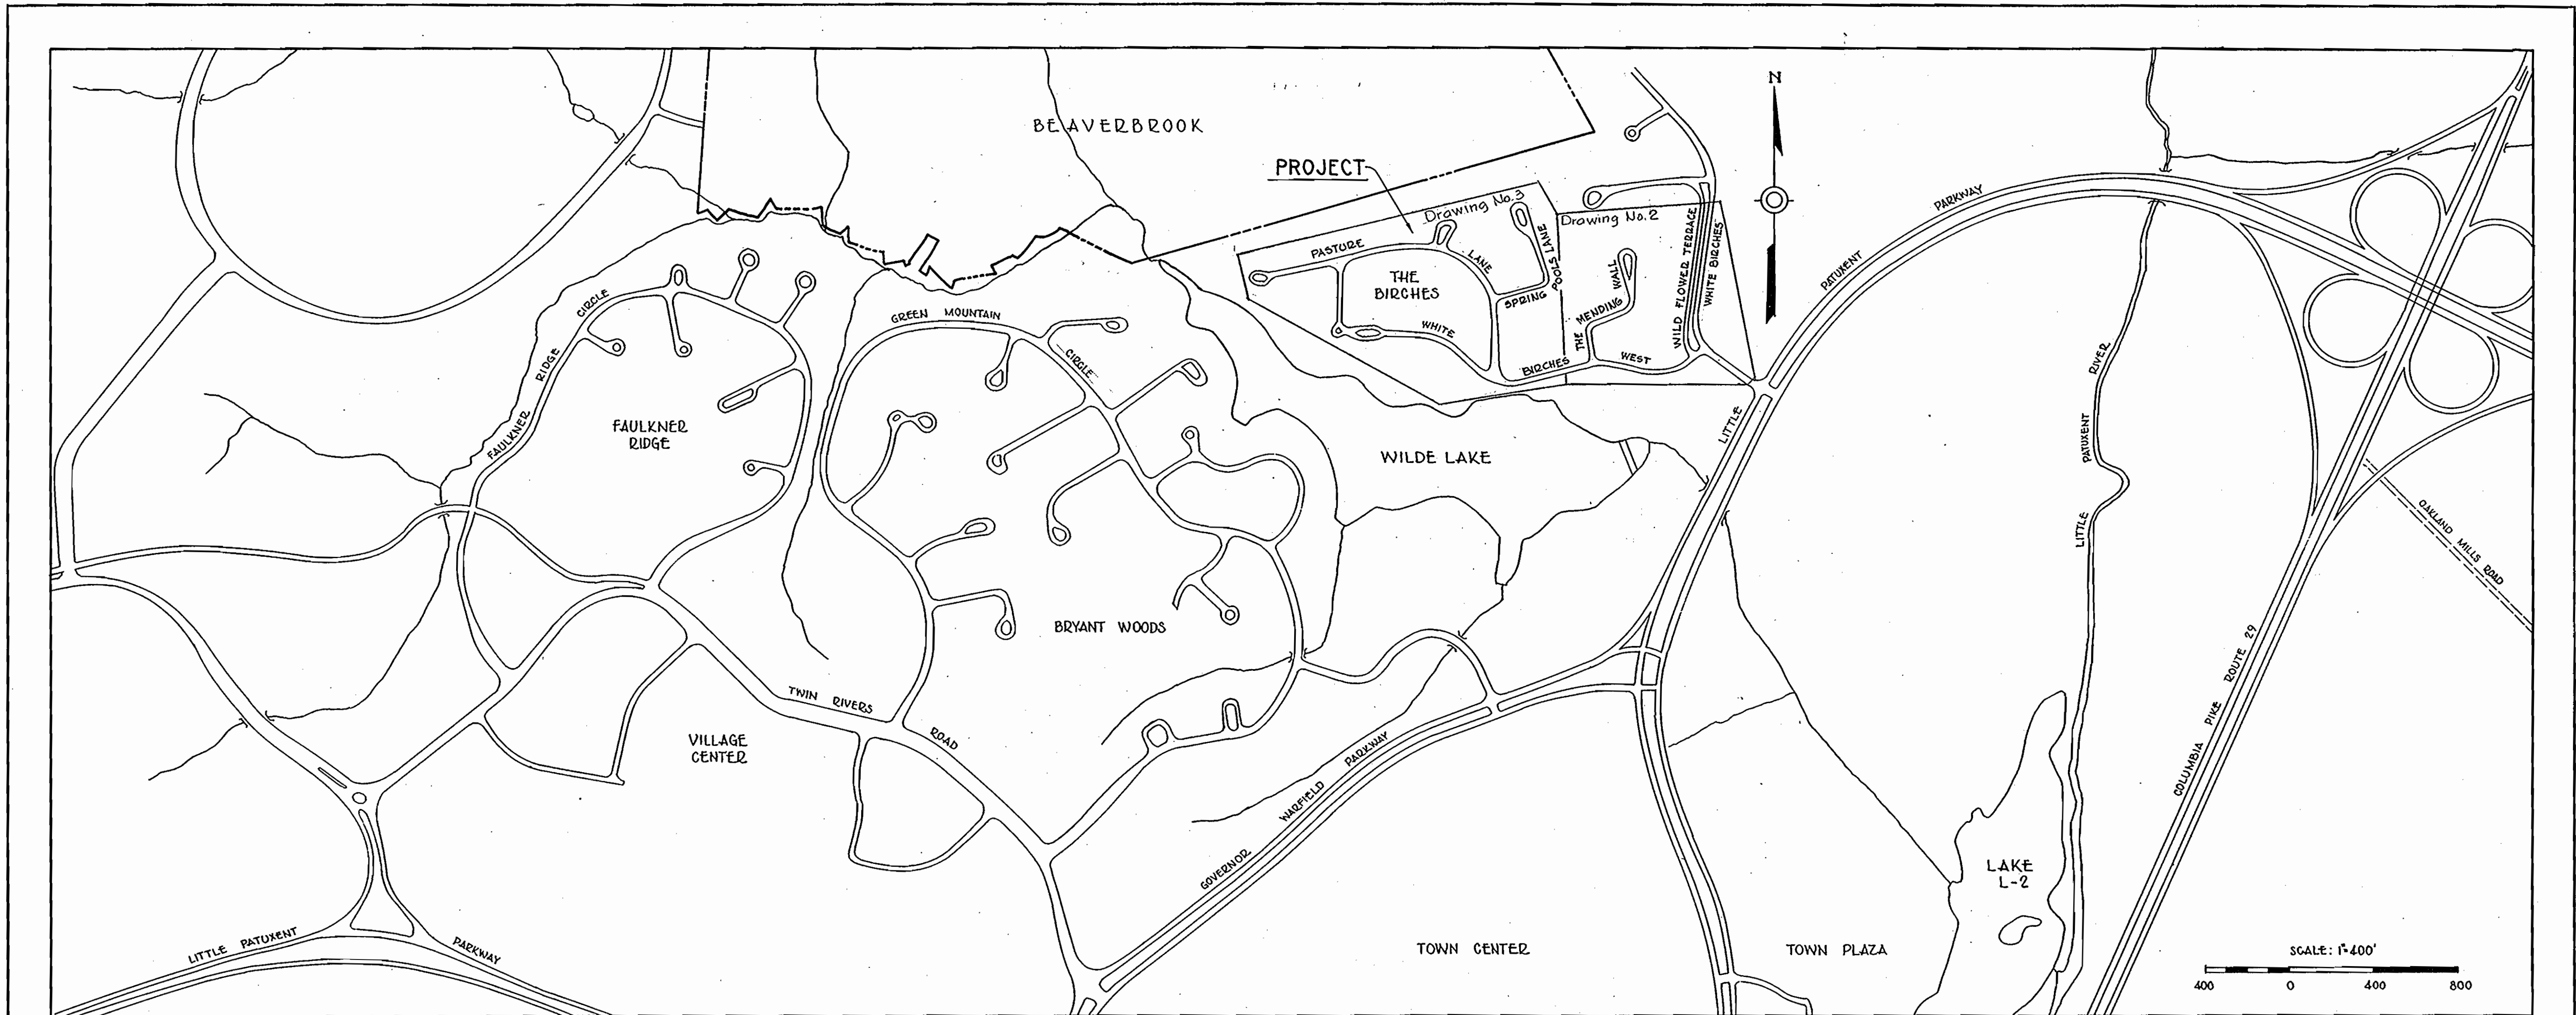 N
BEAVERBROOK
PROJECT
Drawing No.3
Drawing No.2
PASTURE
LANE
THE
BIRCHES
SPRING
POOLS LANE
THE MENDING WALL
WILD FLOWER TERRACE
WHITE BIRCHES
WHITE
BIRCHES
WEST
LITTLE
PATUXENT
PARKWAY
FAULKNER
RIDGE
CIRCLE
GREEN MOUNTAIN
CIRCLE
FAULKNER
RIDGE
WILDE LAKE
LITTLE
PATUXENT
RIVER
OAKLAND MILLS ROAD
BRYANT WOODS
TWIN RIVERS
ROAD
VILLAGE
CENTER
GOVERNOR
WARFIELD
PARKWAY
COLUMBIA PIKE ROUTE 29
LAKE
L-2
LITTLE PATUXENT
PARKWAY
TOWN CENTER
TOWN PLAZA
SCALE: 1"=400'
400 0 400 800